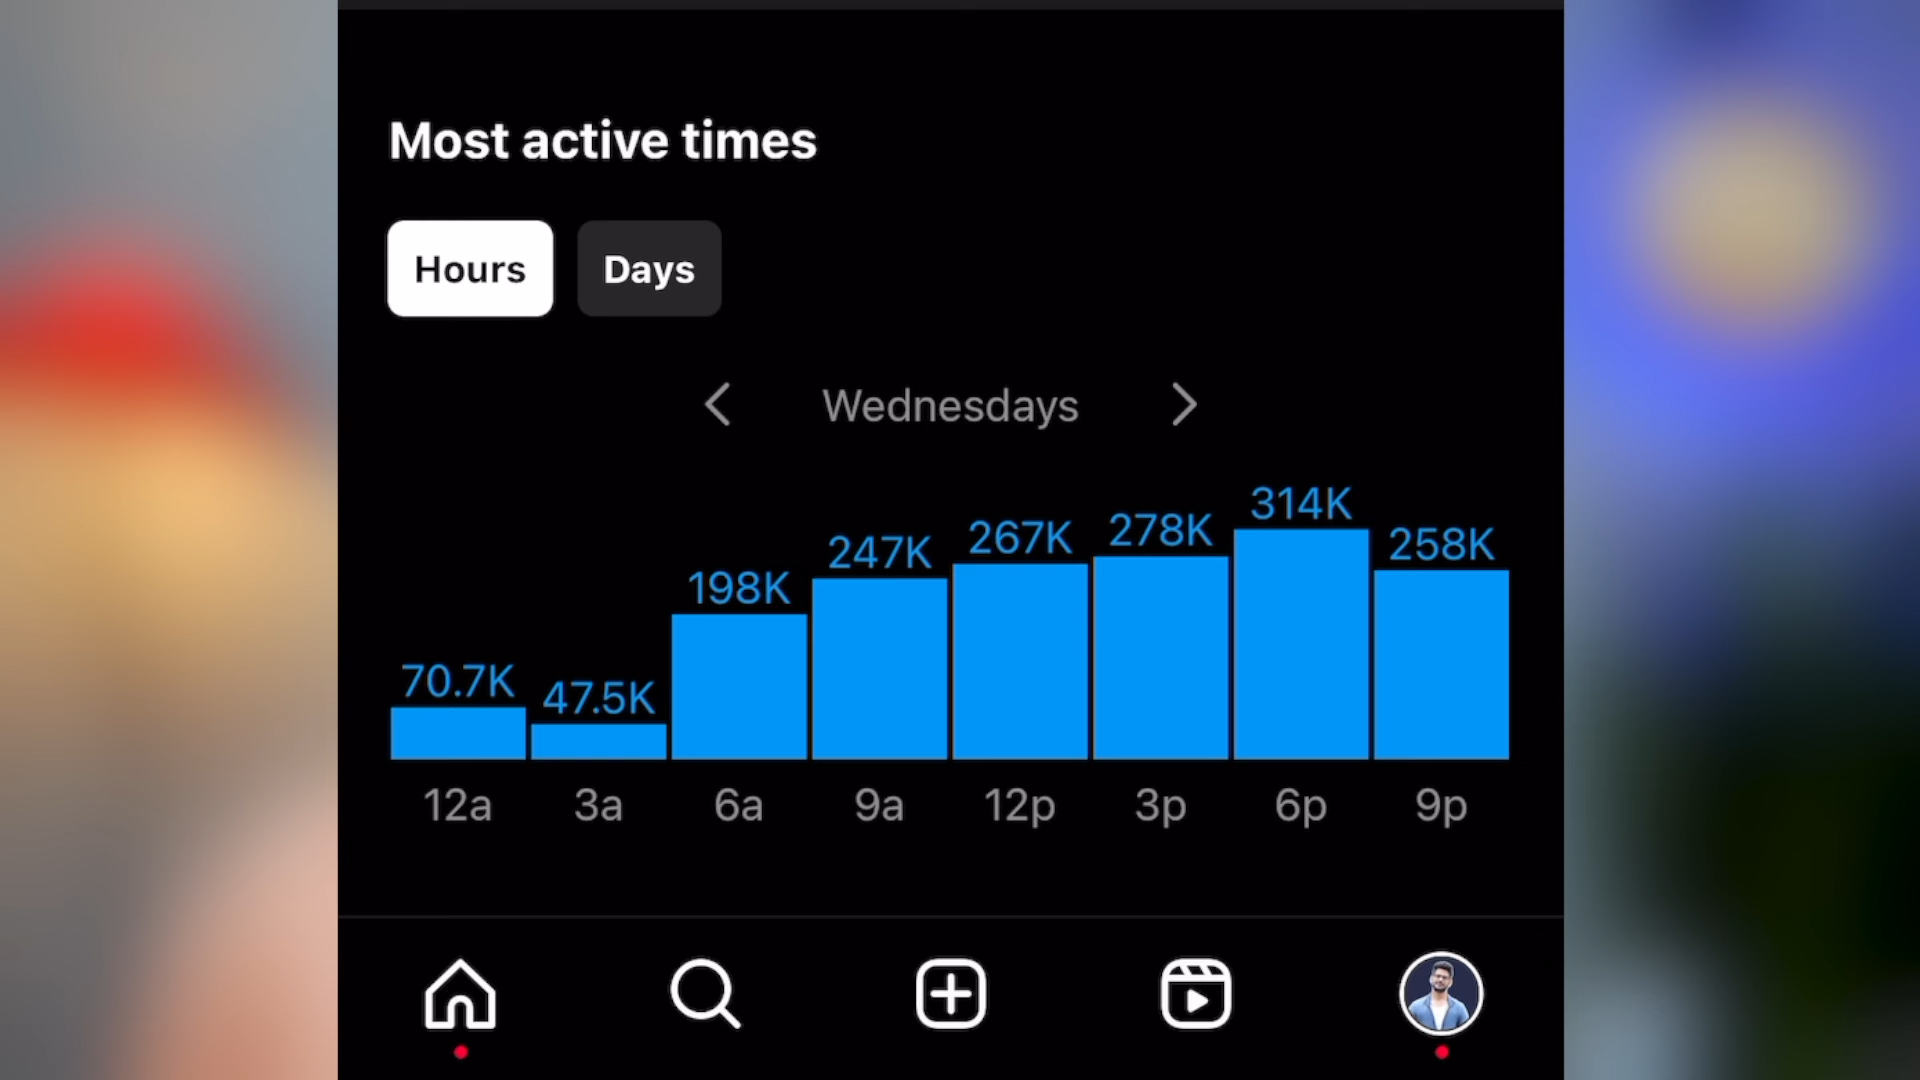 Most active times
Hours Days
Wednesdays
70.7K 47.5K 198K 247K 267K 278K 314K 258K
12a 3a 6a 9a 12p 3p 6p 9p